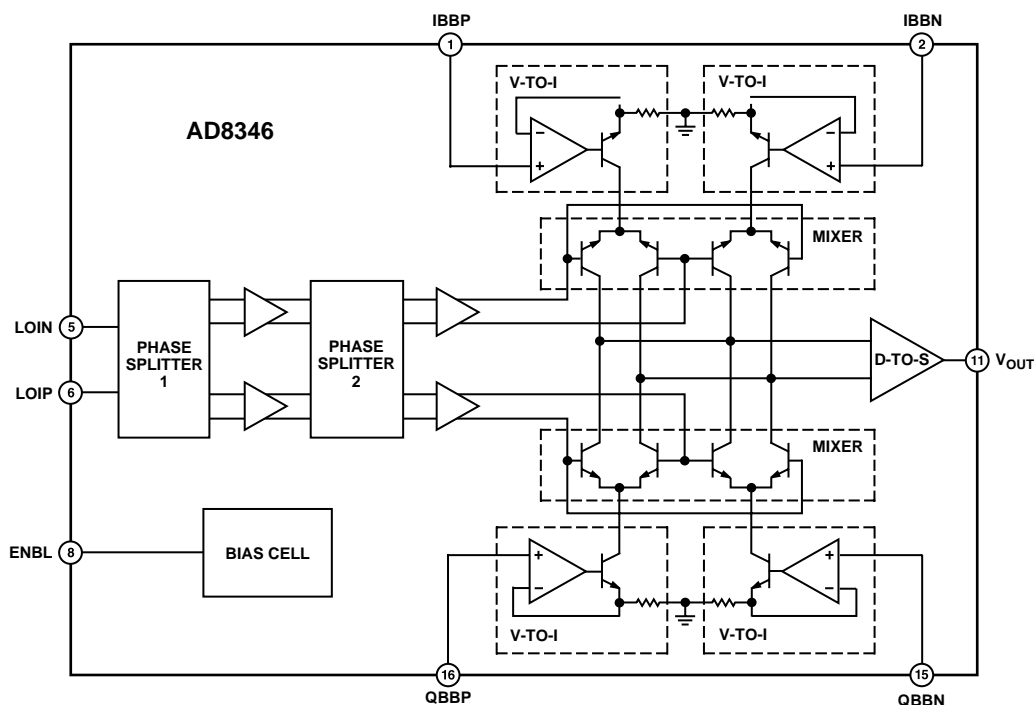 IBBP
1
IBBN
2
V-TO-I
V-TO-I
AD8346
−
+
−
+
MIXER
LOIN
5
PHASE
SPLITTER
1
PHASE
SPLITTER
2
D-TO-S
11
VOUT
LOIP
6
MIXER
ENBL
8
BIAS CELL
+
−
+
−
V-TO-I
V-TO-I
16
QBBP
15
QBBN